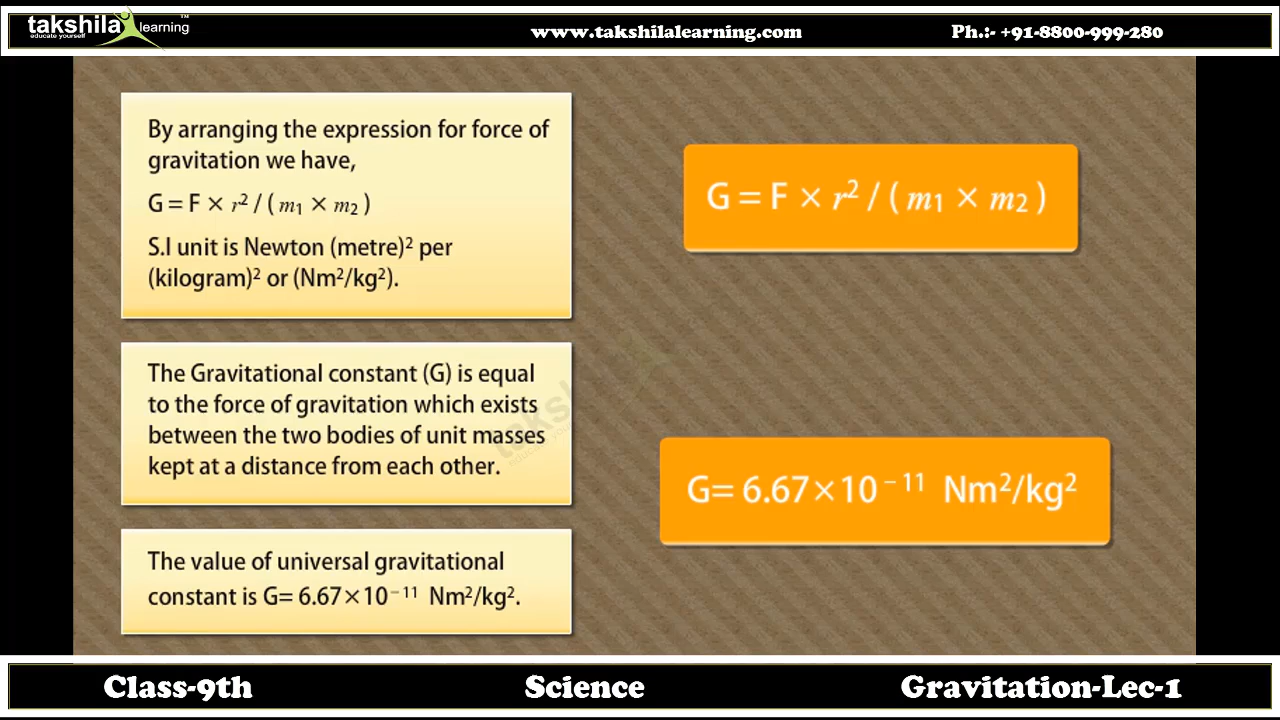 takshila learning™
educate yourself
www.takshilalearning.com
Ph.:- +91-8800-999-280
By arranging the expression for force of
gravitation we have,
G = F × r² / ( m₁ × m₂ )
S.I unit is Newton (metre)² per
(kilogram)² or (Nm²/kg²).
The Gravitational constant (G) is equal
to the force of gravitation which exists
between the two bodies of unit masses
kept at a distance from each other.
The value of universal gravitational
constant is G= 6.67×10⁻¹¹ Nm²/kg².
G = F × r² / ( m₁ × m₂ )
G= 6.67×10⁻¹¹ Nm²/kg²
Class-9th
Science
Gravitation-Lec-1